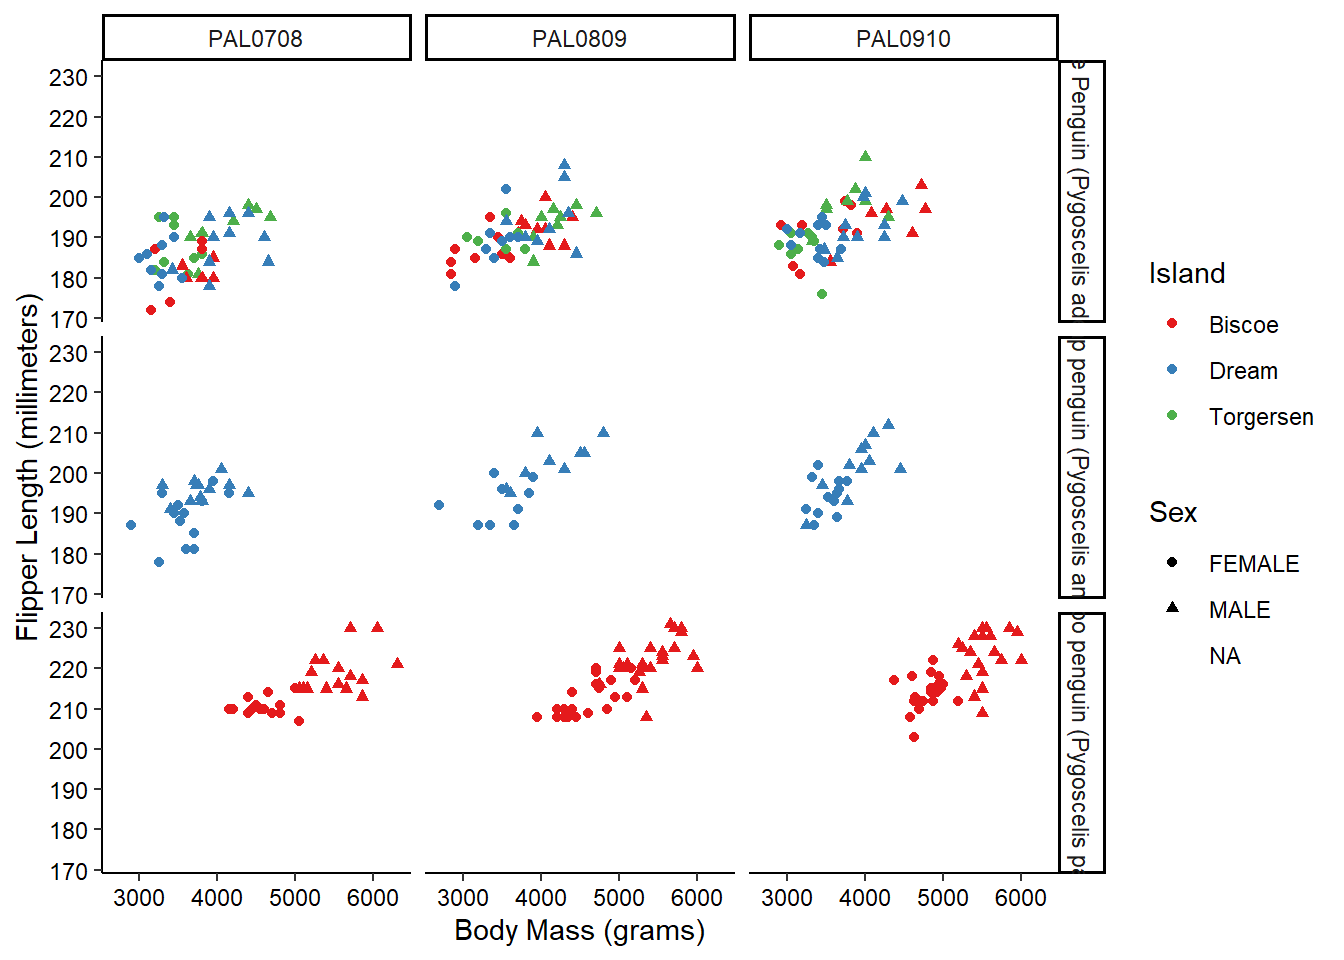 PAL0708
PAL0809
PAL0910
230
220
210
200
190
180
170
e Penguin (Pygoscelis ad
230
220
210
200
190
180
170
p penguin (Pygoscelis an
230
220
210
200
190
180
170
oo penguin (Pygoscelis p
Flipper Length (millimeters)
3000 4000 5000 6000
3000 4000 5000 6000
3000 4000 5000 6000
Body Mass (grams)
Island
Biscoe
Dream
Torgersen
Sex
FEMALE
MALE
NA